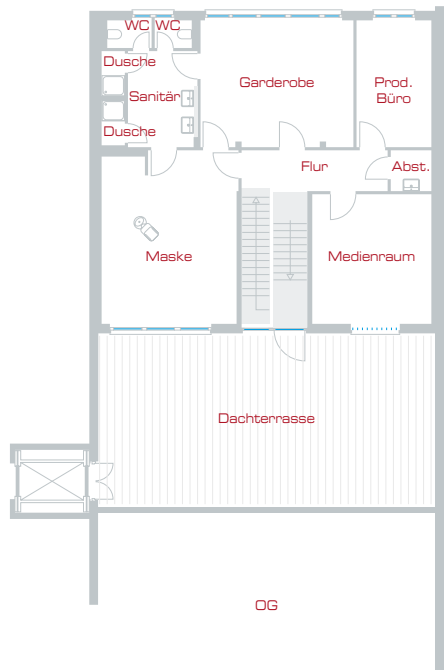 WC WC
Dusche
Garderobe
Prod.
Büro
Sanitär
Dusche
Flur
Abst.
Maske
Medienraum
Dachterrasse
OG